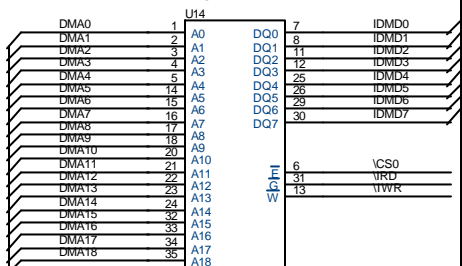 U14
DMA0 1 A0 DQ0 7 IDMD0
DMA1 2 A1 DQ1 8 IDMD1
DMA2 3 A2 DQ2 11 IDMD2
DMA3 4 A3 DQ3 12 IDMD3
DMA4 5 A4 DQ4 25 IDMD4
DMA5 14 A5 DQ5 26 IDMD5
DMA6 15 A6 DQ6 29 IDMD6
DMA7 16 A7 DQ7 30 IDMD7
DMA8 17 A8
DMA9 18 A9
DMA10 20 A10
DMA11 21 A11 E 6 \CS0
DMA12 22 A12 G 31 \IRD
DMA13 23 A13 W 13 \IWR
DMA14 24 A14
DMA15 32 A15
DMA16 33 A16
DMA17 34 A17
DMA18 35 A18